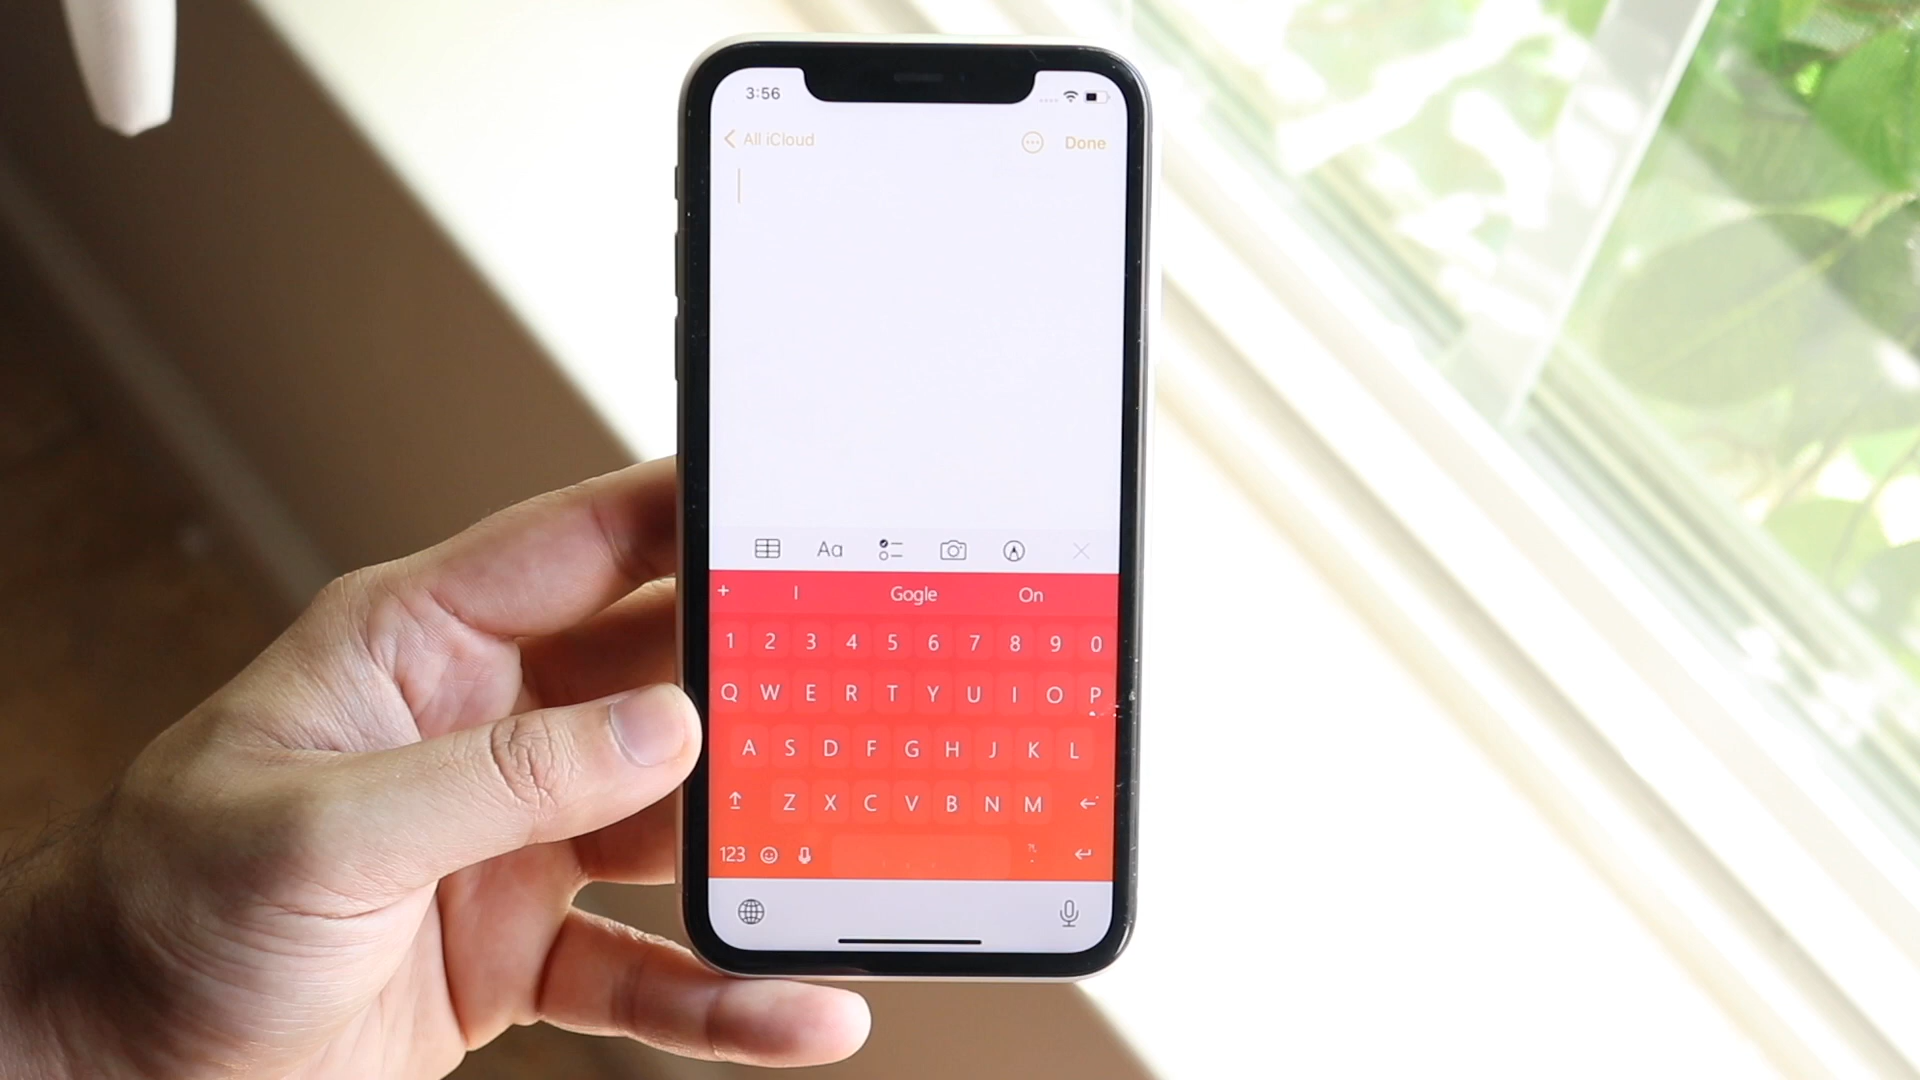 3:56
All iCloud Done
Aa
+ I Gogle On
1 2 3 4 5 6 7 8 9 0
Q W E R T Y U I O P
A S D F G H J K L
Z X C V B N M
123